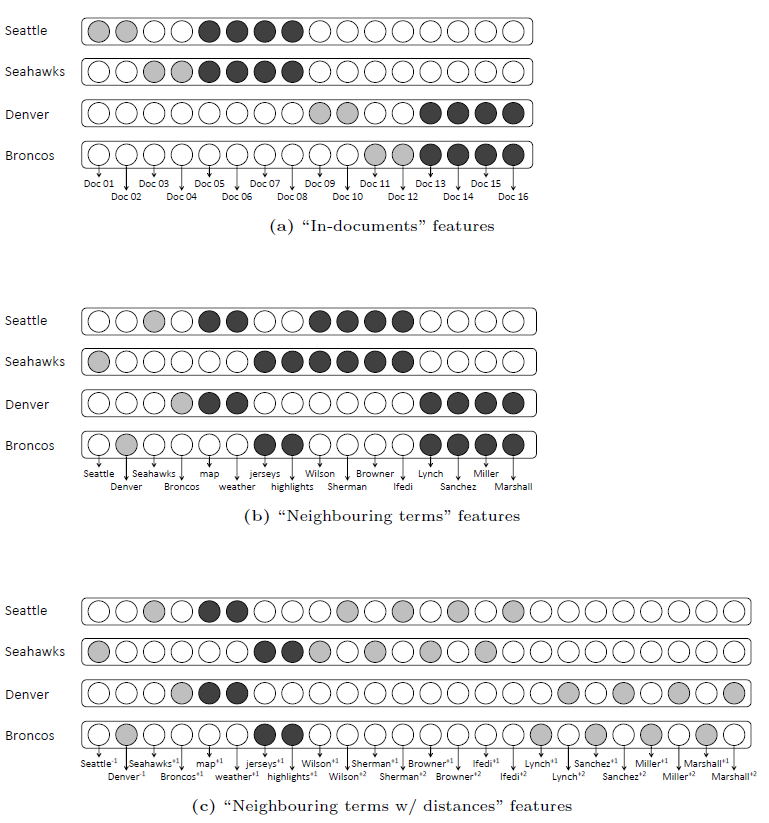 Seattle
Seahawks
Denver
Broncos
Doc 01 Doc 03 Doc 05 Doc 07 Doc 09 Doc 11 Doc 13 Doc 15
Doc 02 Doc 04 Doc 06 Doc 08 Doc 10 Doc 12 Doc 14 Doc 16
(a) “In-documents” features
Seattle
Seahawks
Denver
Broncos
Seattle Seahawks map jerseys Wilson Browner Lynch Miller
Denver Broncos weather highlights Sherman Ifedi Sanchez Marshall
(b) “Neighbouring terms” features
Seattle
Seahawks
Denver
Broncos
Seattle⁻¹ Seahawks⁺¹ map⁺¹ jerseys⁺¹ Wilson⁺¹ Sherman⁺¹ Browner⁺¹ Ifedi⁺¹ Lynch⁺¹ Sanchez⁺¹ Miller⁺¹ Marshall⁺¹
Denver⁻¹ Broncos⁺¹ weather⁺¹ highlights⁺¹ Wilson⁺² Sherman⁺² Browner⁺² Ifedi⁺² Lynch⁺² Sanchez⁺² Miller⁺² Marshall⁺²
(c) “Neighbouring terms w/ distances” features